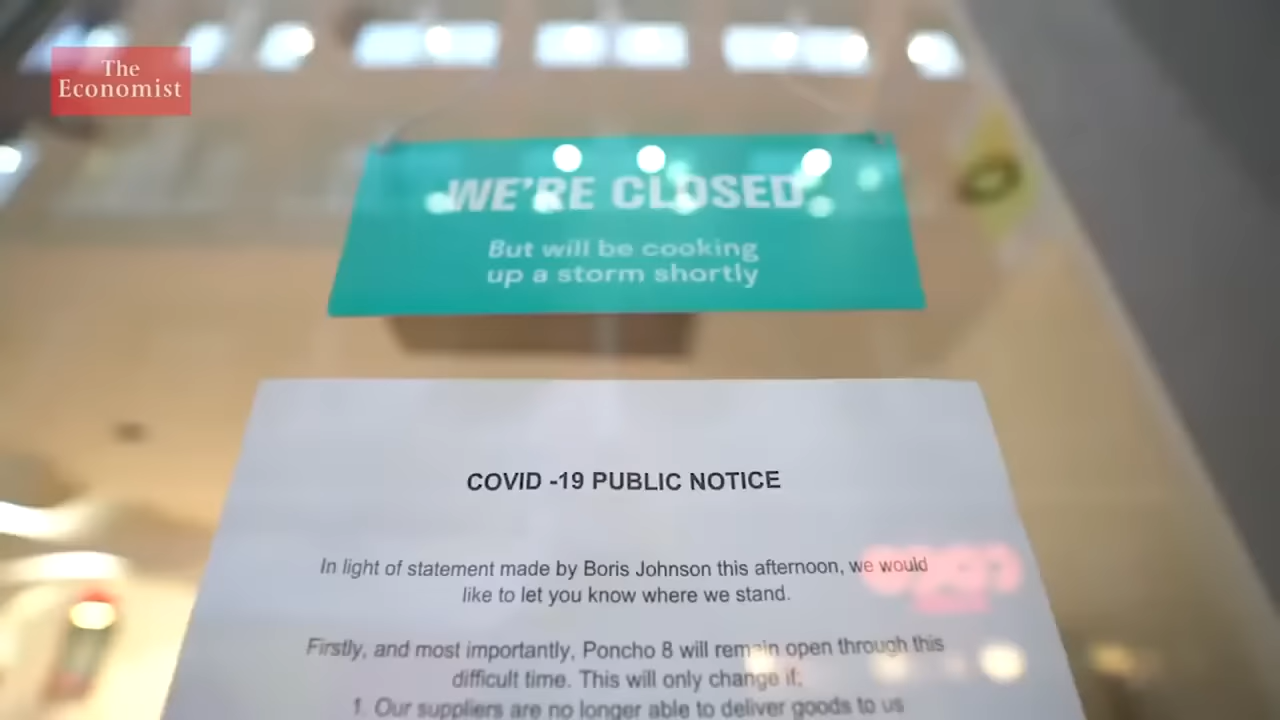 The
Economist
WE'RE CLOSED
But will be cooking
up a storm shortly
COVID -19 PUBLIC NOTICE
In light of statement made by Boris Johnson this afternoon, we would
like to let you know where we stand.
Firstly, and most importantly, Poncho 8 will remain open through this
difficult time. This will only change if:
1. Our suppliers are no longer able to deliver goods to us